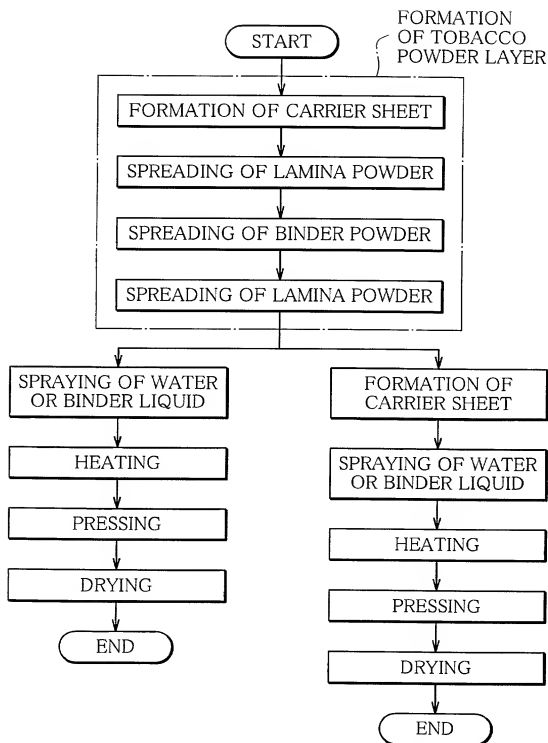 FORMATION
OF TOBACCO
POWDER LAYER
START
FORMATION OF CARRIER SHEET
SPREADING OF LAMINA POWDER
SPREADING OF BINDER POWDER
SPREADING OF LAMINA POWDER
SPRAYING OF WATER
OR BINDER LIQUID
HEATING
PRESSING
DRYING
END
FORMATION OF
CARRIER SHEET
SPRAYING OF WATER
OR BINDER LIQUID
HEATING
PRESSING
DRYING
END